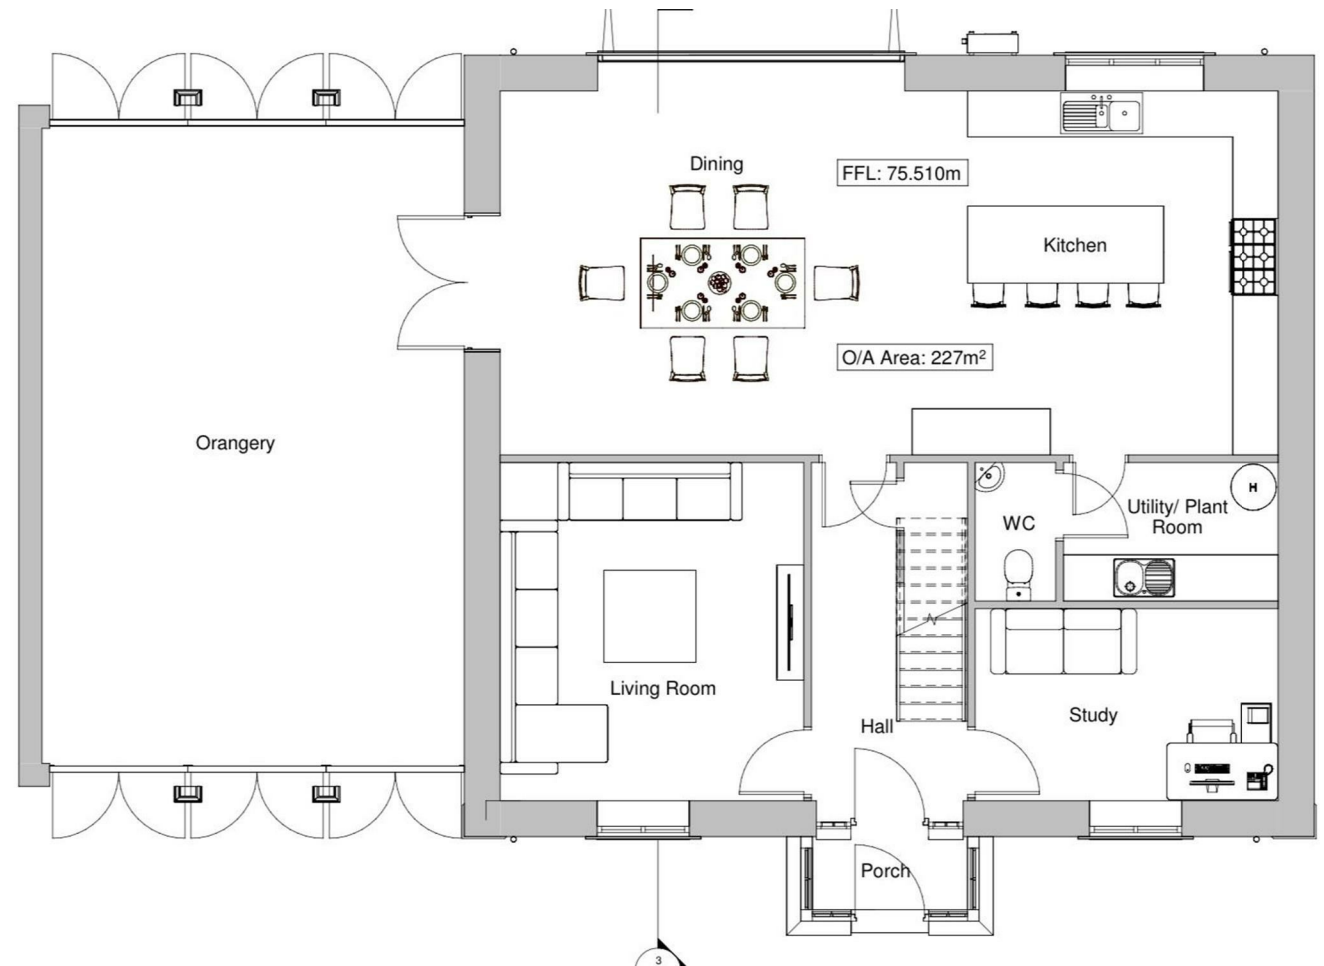 Dining
FFL: 75.510m
Kitchen
O/A Area: 227m²
Orangery
H
Utility/ Plant
Room
WC
Living Room
Study
Hall
Porch
3